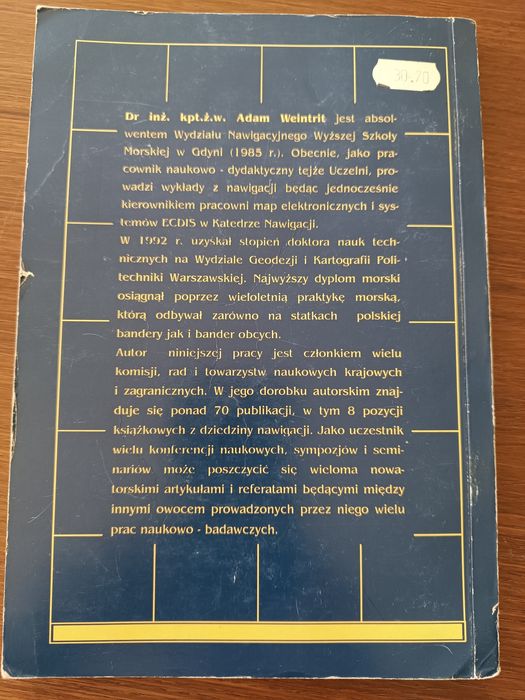 30.70
Dr inż. kpt.ż.w. Adam Weintrit jest absol-
wentem Wydziału Nawigacyjnego Wyższej Szkoły
Morskiej w Gdyni (1985 r.). Obecnie, jako pra-
cownik naukowo - dydaktyczny tejże Uczelni, pro-
wadzi wykłady z nawigacji będąc jednocześnie
kierownikiem pracowni map elektronicznych i sys-
temów ECDIS w Katedrze Nawigacji.
W 1992 r. uzyskał stopień doktora nauk tech-
nicznych na Wydziale Geodezji i Kartografii Poli-
techniki Warszawskiej. Najwyższy dyplom morski
osiągnął poprzez wieloletnią praktykę morską,
którą odbywał zarówno na statkach polskiej
bandery jak i bander obcych.
Autor niniejszej pracy jest członkiem wielu
komisji, rad i towarzystw naukowych krajowych
i zagranicznych. W jego dorobku autorskim znaj-
duje się ponad 70 publikacji, w tym 8 pozycji
książkowych z dziedziny nawigacji. Jako uczestnik
wielu konferencji naukowych, sympozjów i semi-
nariów może poszczycić się wieloma nowa-
torskimi artykułami i referatami będącymi między
innymi owocem prowadzonych przez niego wielu
prac naukowo - badawczych.